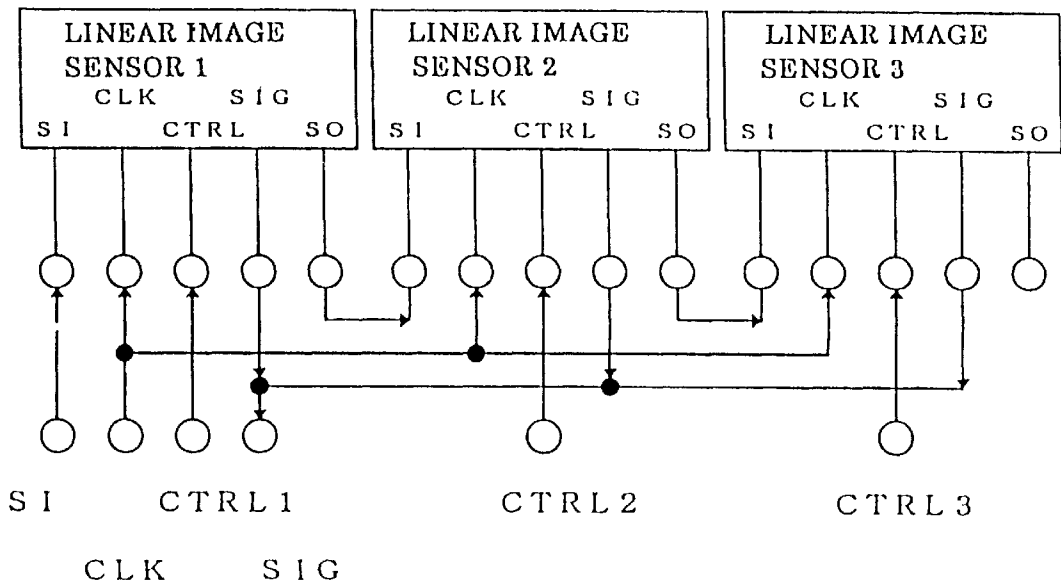 LINEAR IMAGE
SENSOR 1
CLK SIG
SI CTRL SO
LINEAR IMAGE
SENSOR 2
CLK SIG
SI CTRL SO
LINEAR IMAGE
SENSOR 3
CLK SIG
SI CTRL SO
SI CTRL1 CTRL2 CTRL3
CLK SIG